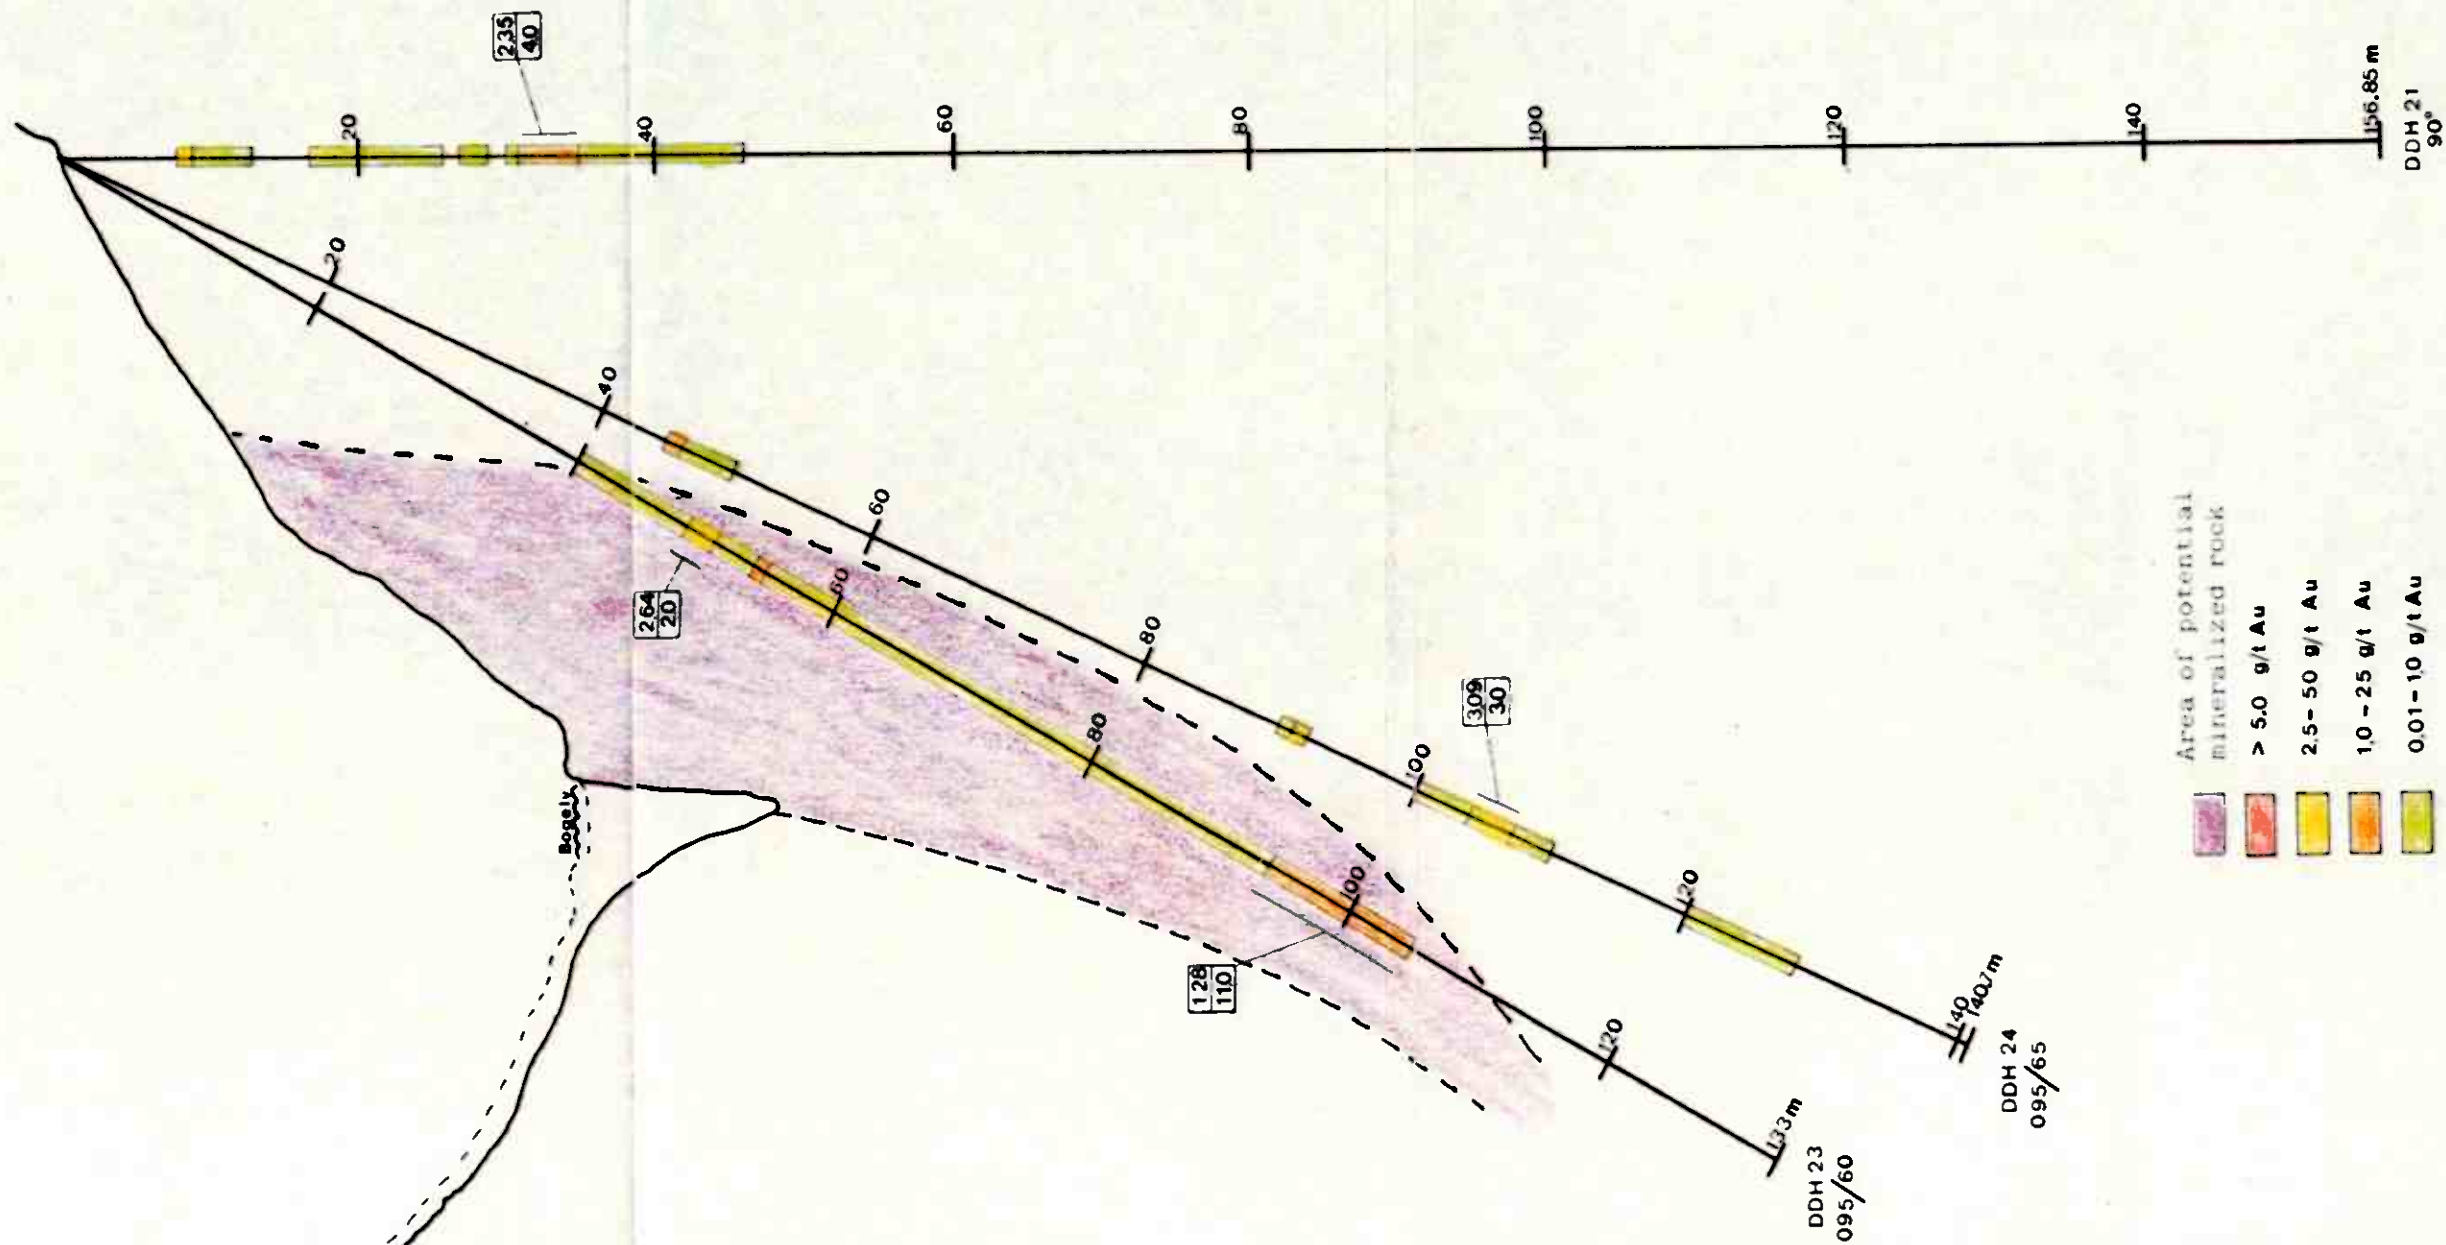 2.35
4.0
20
40
60
80
100
120
140
156.85 m
DDH 21
90°
20
40
60
80
100
120
140
140.7m
DDH 24
095/65
60
80
100
120
133m
DDH 23
095/60
2.64
2.0
3.09
3.0
1.28
11.0
Bogely
Area of potential
mineralized rock
> 5.0 g/t Au
2.5 - 5.0 g/t Au
1.0 - 2.5 g/t Au
0.01 - 1.0 g/t Au